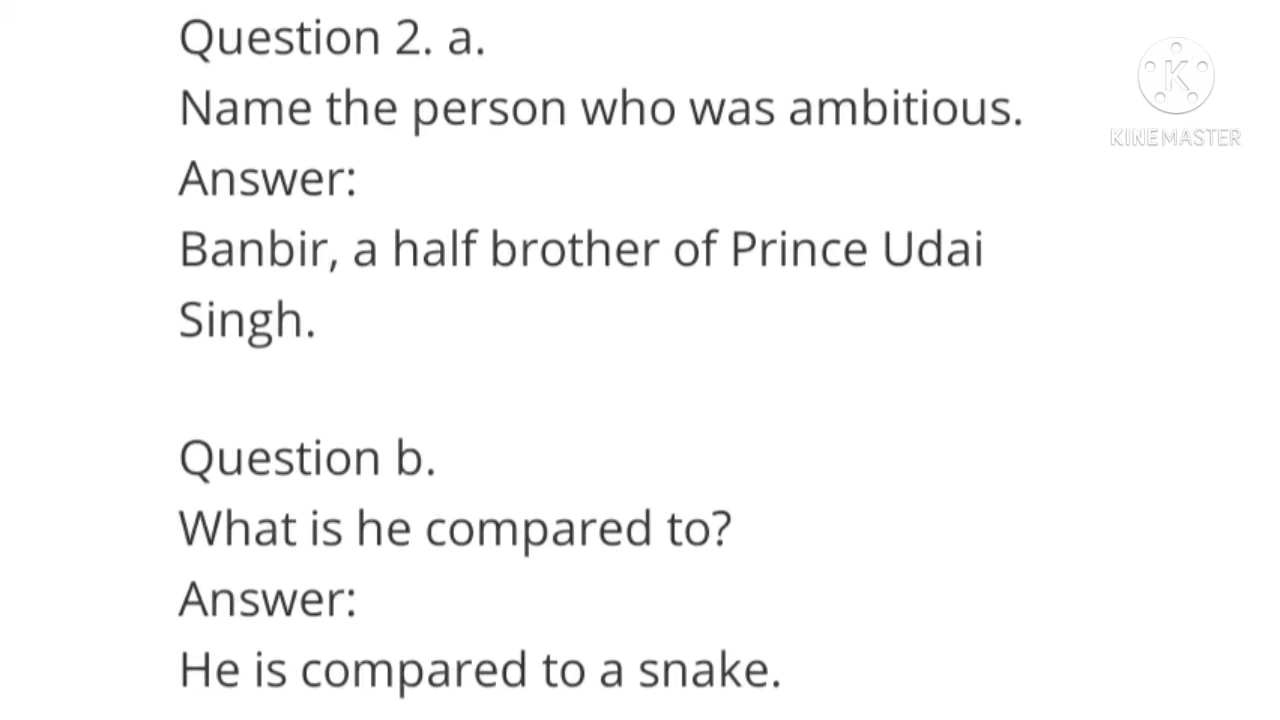 Question 2. a.
Name the person who was ambitious.
Answer:
Banbir, a half brother of Prince Udai
Singh.
Question b.
What is he compared to?
Answer:
He is compared to a snake.
K
KINEMASTER